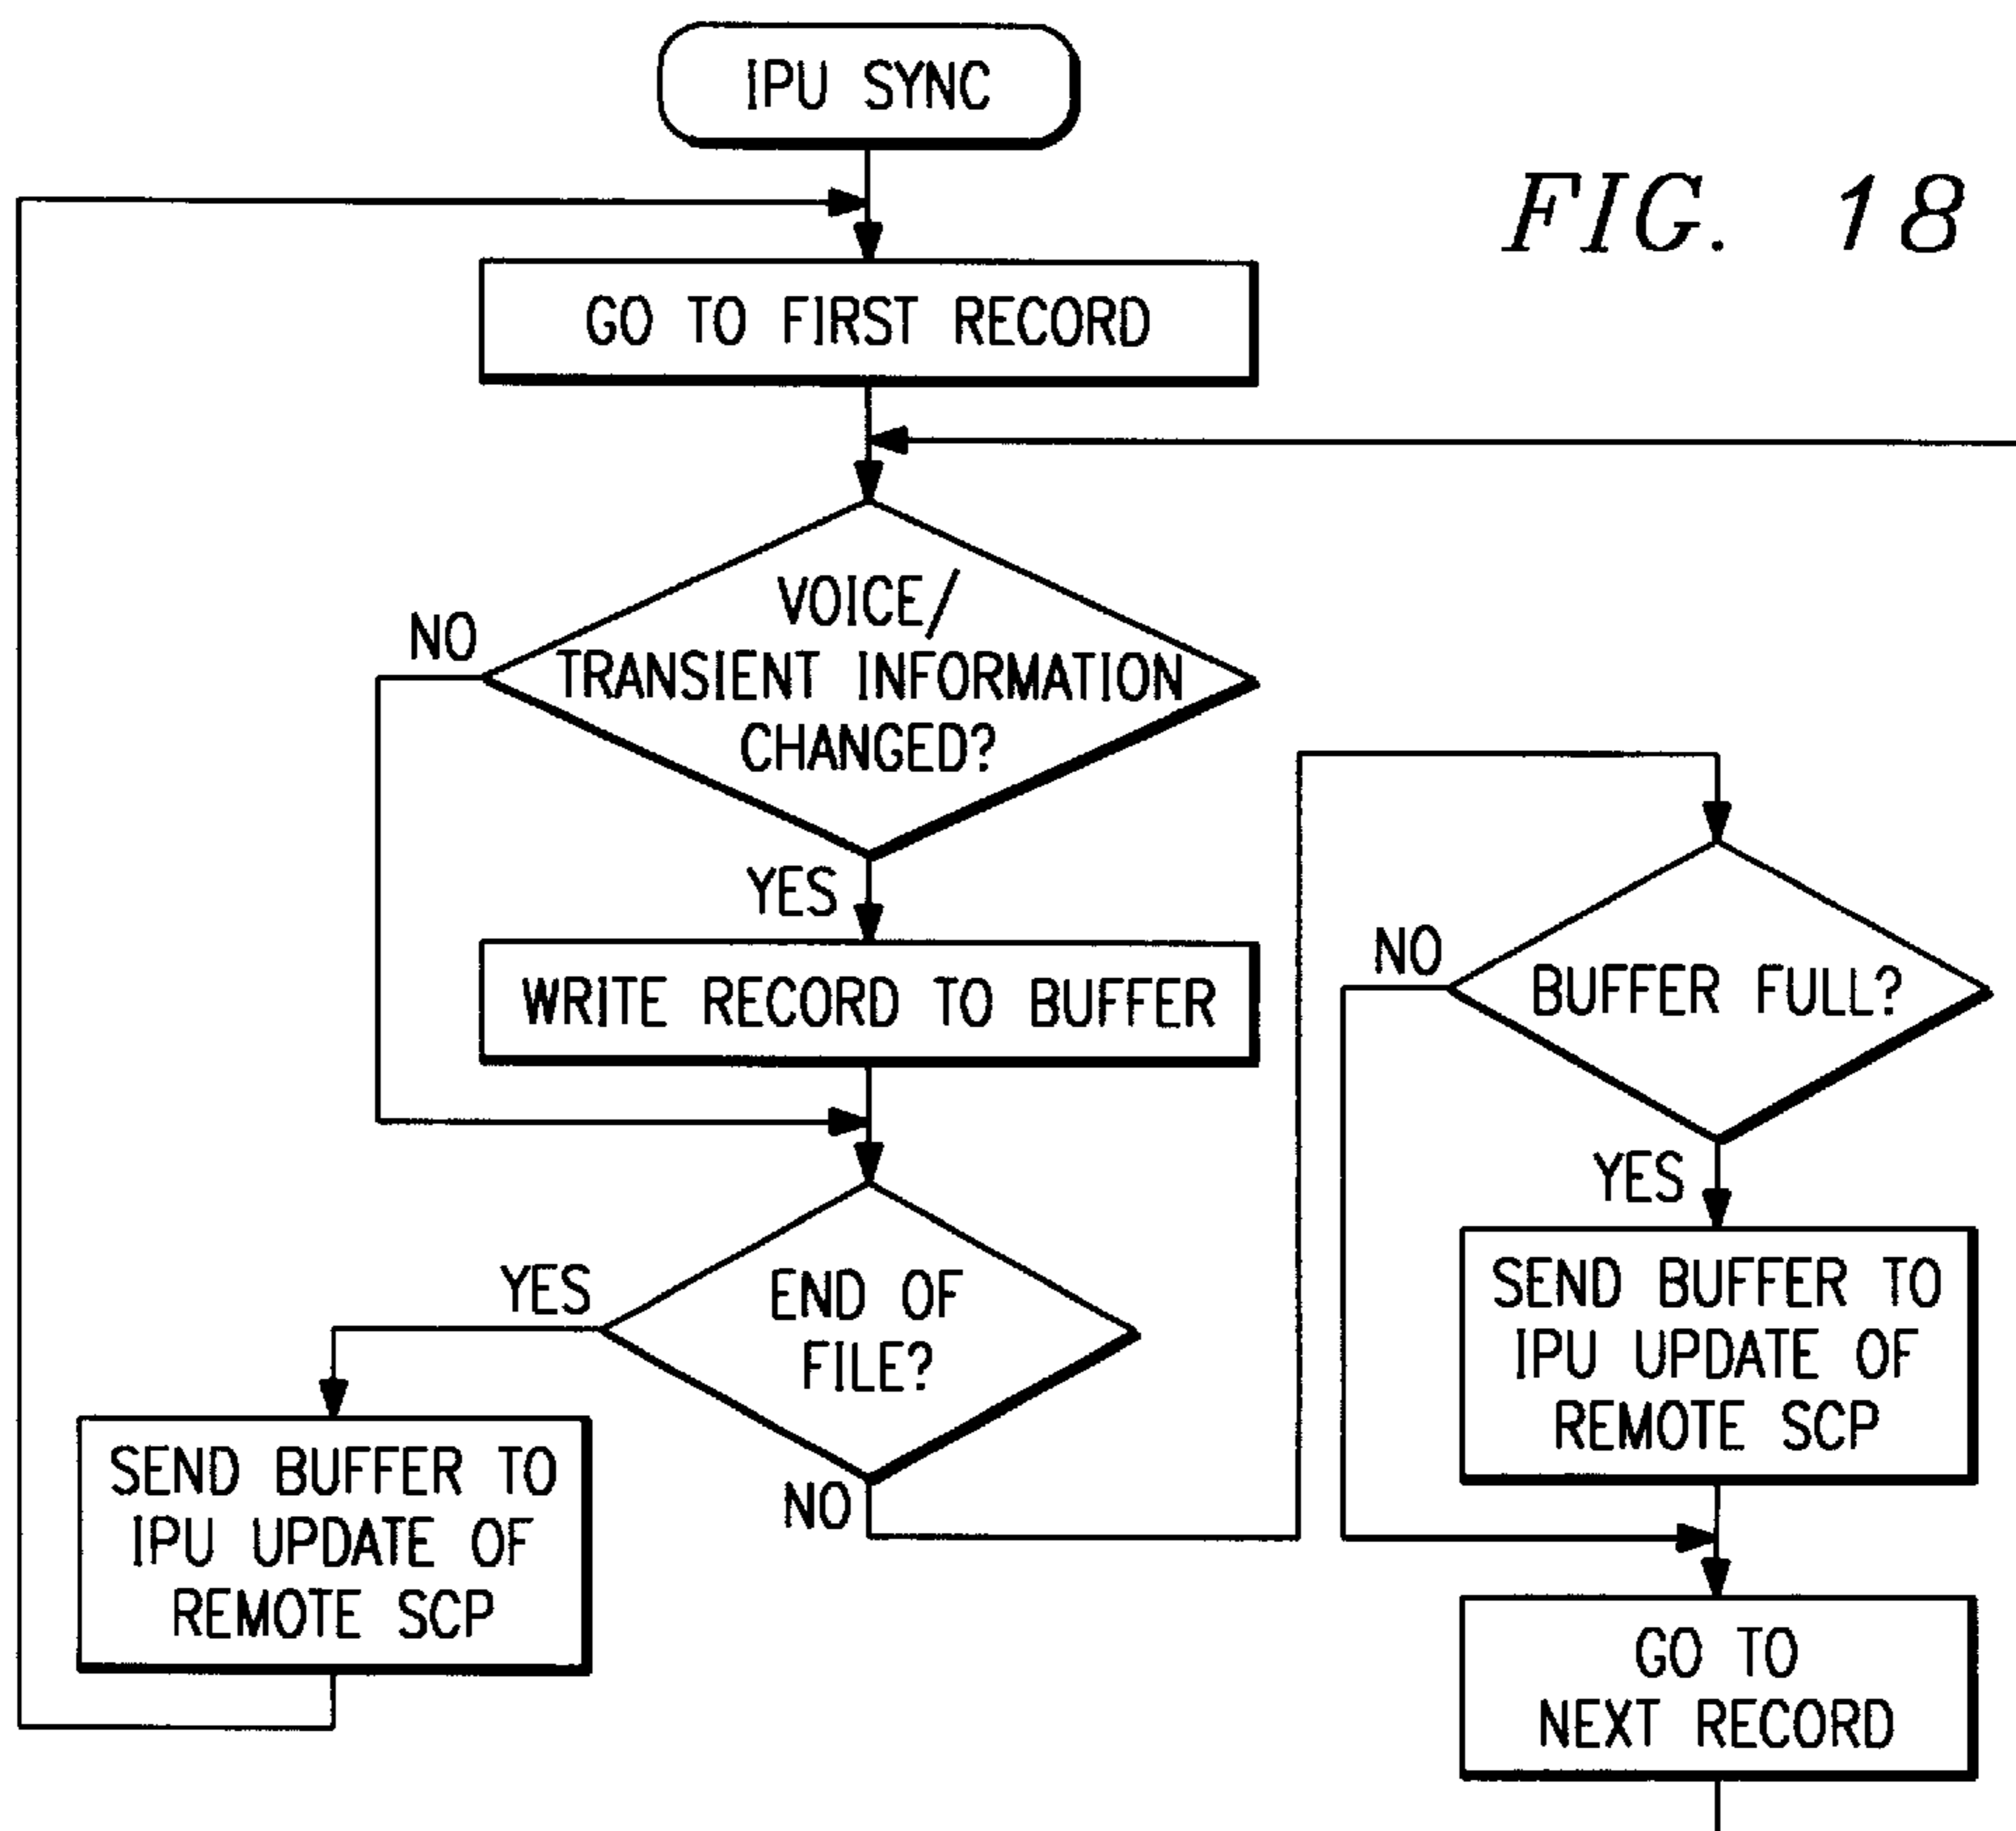 IPU SYNC
FIG. 18
GO TO FIRST RECORD
VOICE/
TRANSIENT INFORMATION
CHANGED?
NO
YES
WRITE RECORD TO BUFFER
END OF
FILE?
YES
NO
SEND BUFFER TO
IPU UPDATE OF
REMOTE SCP
BUFFER FULL?
NO
YES
SEND BUFFER TO
IPU UPDATE OF
REMOTE SCP
GO TO
NEXT RECORD